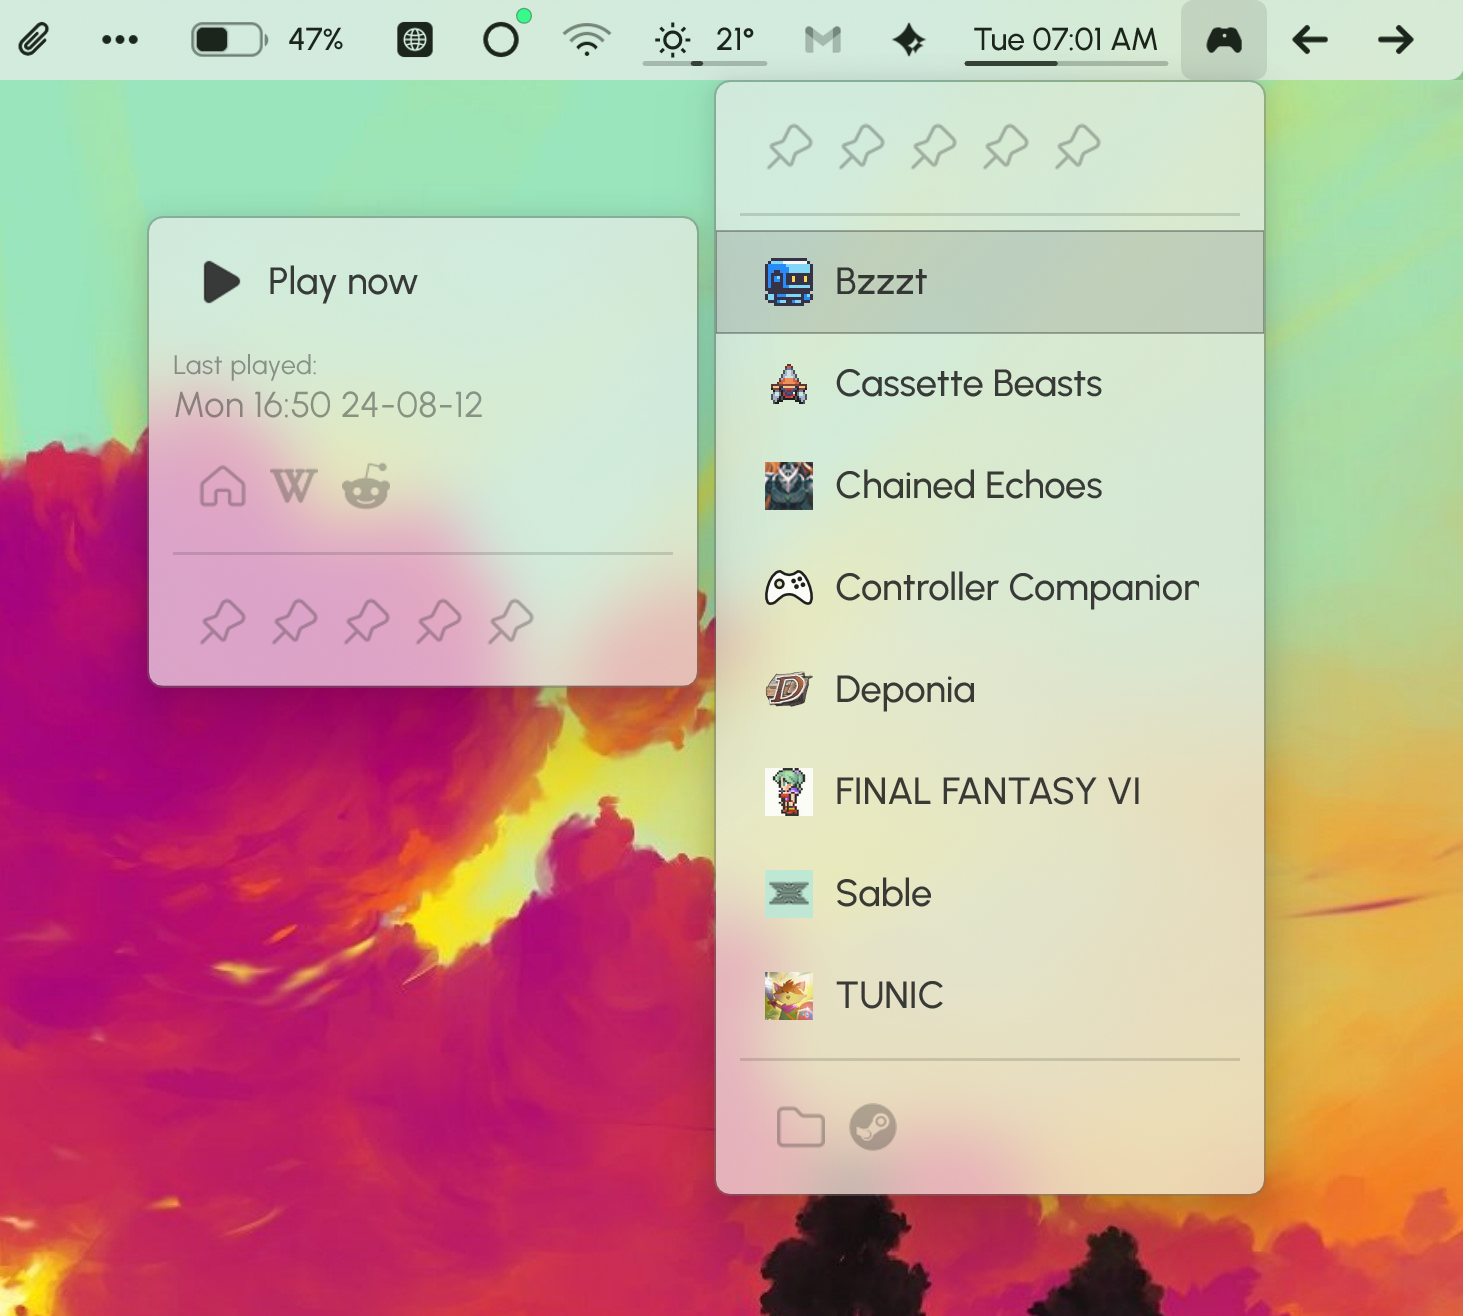 47%
21°
Tue 07:01 AM
Play now
Last played:
Mon 16:50 24-08-12
Bzzzt
Cassette Beasts
Chained Echoes
Controller Companion
Deponia
FINAL FANTASY VI
Sable
TUNIC